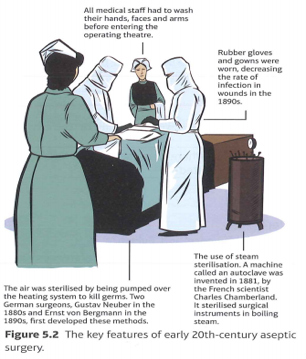 All medical staff had to wash
their hands, faces and arms
before entering the
operating theatre.
Rubber gloves
and gowns were
worn, decreasing
the rate of
infection in
wounds in the
1890s.
The air was sterilised by being pumped over
the heating system to kill germs. Two
German surgeons, Gustav Neuber in the
1880s and Ernst von Bergmann in the
1890s, first developed these methods.
The use of steam
sterilisation. A machine
called an autoclave was
invented in 1881, by
the French scientist
Charles Chamberland.
It sterilised surgical
instruments in boiling
steam.
Figure 5.2 The key features of early 20th-century aseptic
surgery.